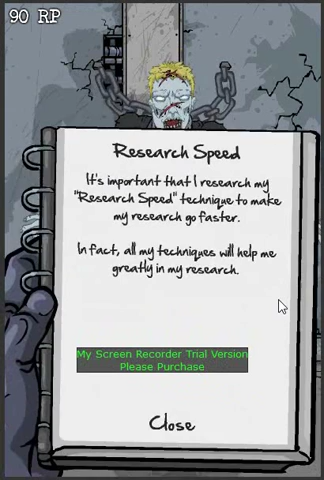 90 RP
Research Speed
It's important that I research my
"Research Speed" technique to make
my research go faster.
In fact, all my techniques will help me
greatly in my research.
My Screen Recorder Trial Version
Please Purchase
Close